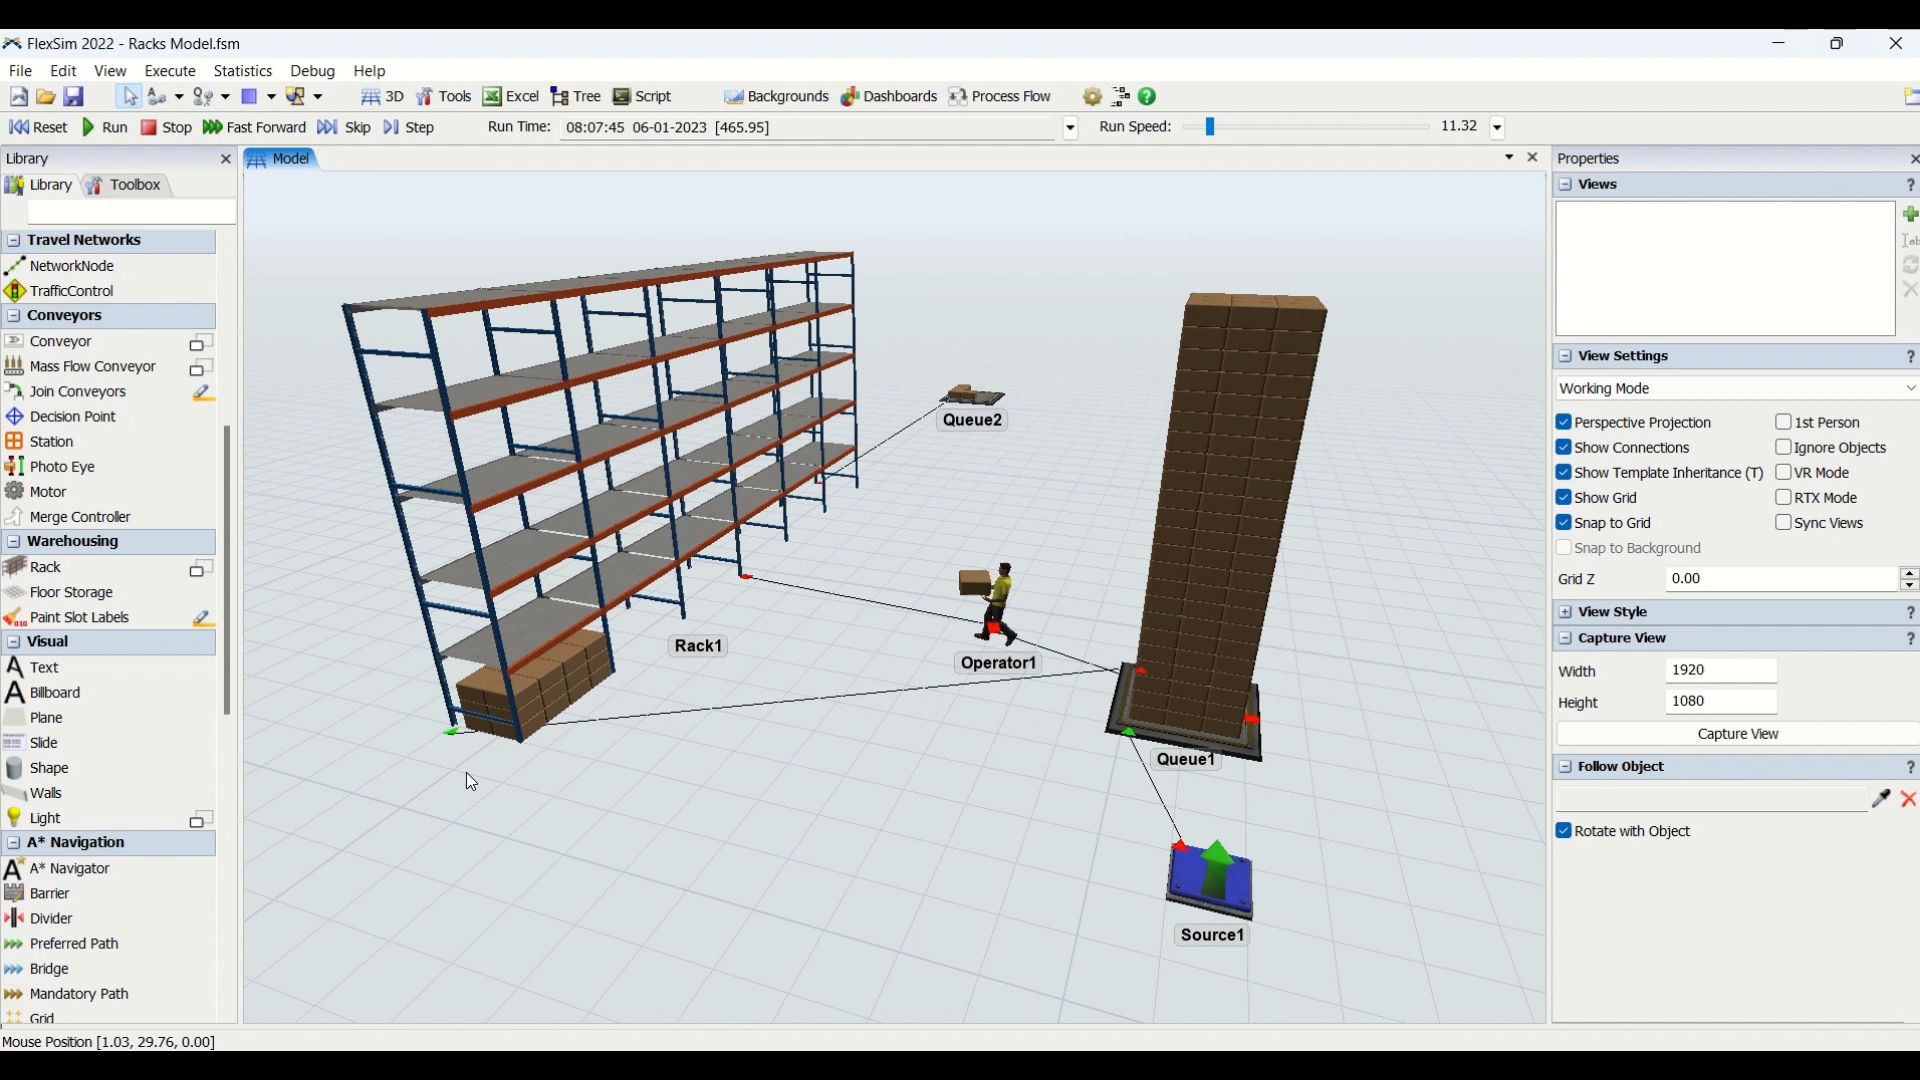 FlexSim 2022 - Racks Model.fsm
File Edit View Execute Statistics Debug Help
3D Tools Excel Tree Script Backgrounds Dashboards Process Flow
Reset Run Stop Fast Forward Skip Step Run Time: 08:07:45 06-01-2023 [465.95] Run Speed: 11.32
Library
Library Toolbox
Travel Networks
NetworkNode
TrafficControl
Conveyors
Conveyor
Mass Flow Conveyor
Join Conveyors
Decision Point
Station
Photo Eye
Motor
Merge Controller
Warehousing
Rack
Floor Storage
Paint Slot Labels
Visual
Text
Billboard
Plane
Slide
Shape
Walls
Light
A* Navigation
A* Navigator
Barrier
Divider
Preferred Path
Bridge
Mandatory Path
Grid
Model
Queue2
Rack1
Operator1
Queue1
Source1
Properties
Views
View Settings
Working Mode
Perspective Projection 1st Person
Show Connections Ignore Objects
Show Template Inheritance (T) VR Mode
Show Grid RTX Mode
Snap to Grid Sync Views
Snap to Background
Grid Z 0.00
View Style
Capture View
Width 1920
Height 1080
Capture View
Follow Object
Rotate with Object
Mouse Position [1.03, 29.76, 0.00]